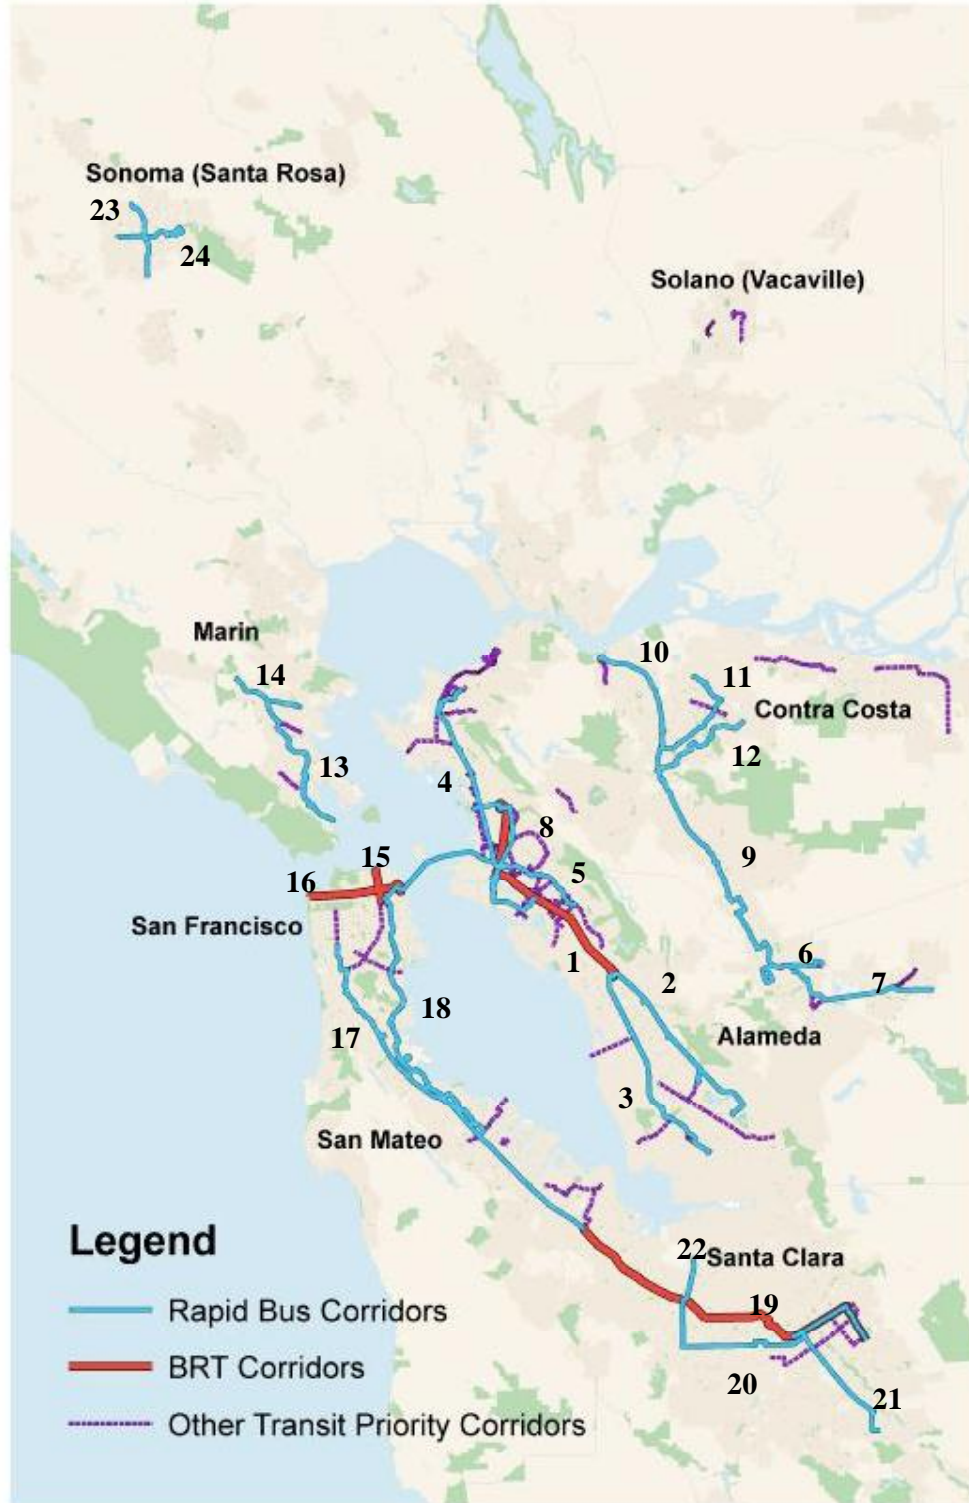 Sonoma (Santa Rosa)
23
24
Solano (Vacaville)
Marin
14
10
11
Contra Costa
12
13
4
8
9
15
16
5
San Francisco
1
6
2
7
18
17
Alameda
3
San Mateo
Legend
22
Santa Clara
19
Rapid Bus Corridors
BRT Corridors
20
21
Other Transit Priority Corridors